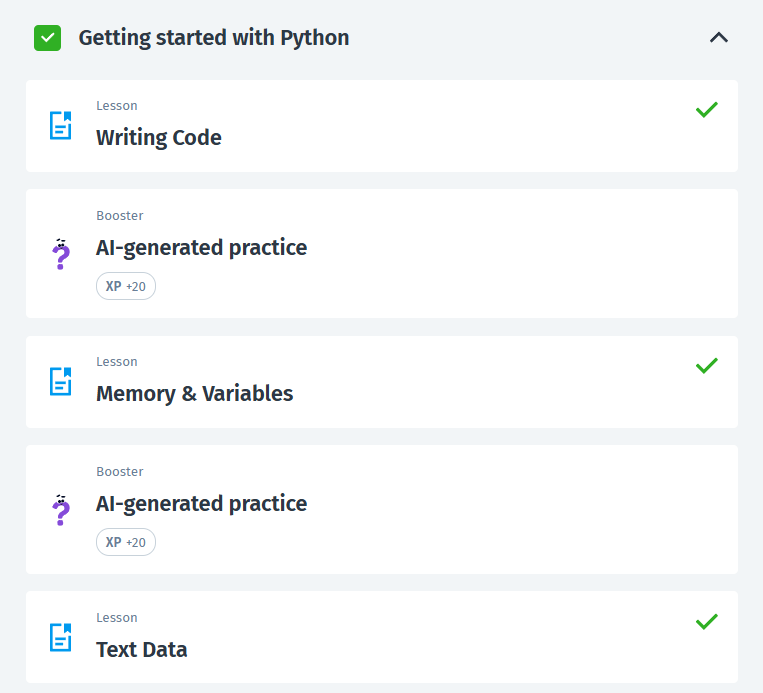 Getting started with Python
Lesson
Writing Code
Booster
AI-generated practice
XP +20
Lesson
Memory & Variables
Booster
AI-generated practice
XP +20
Lesson
Text Data